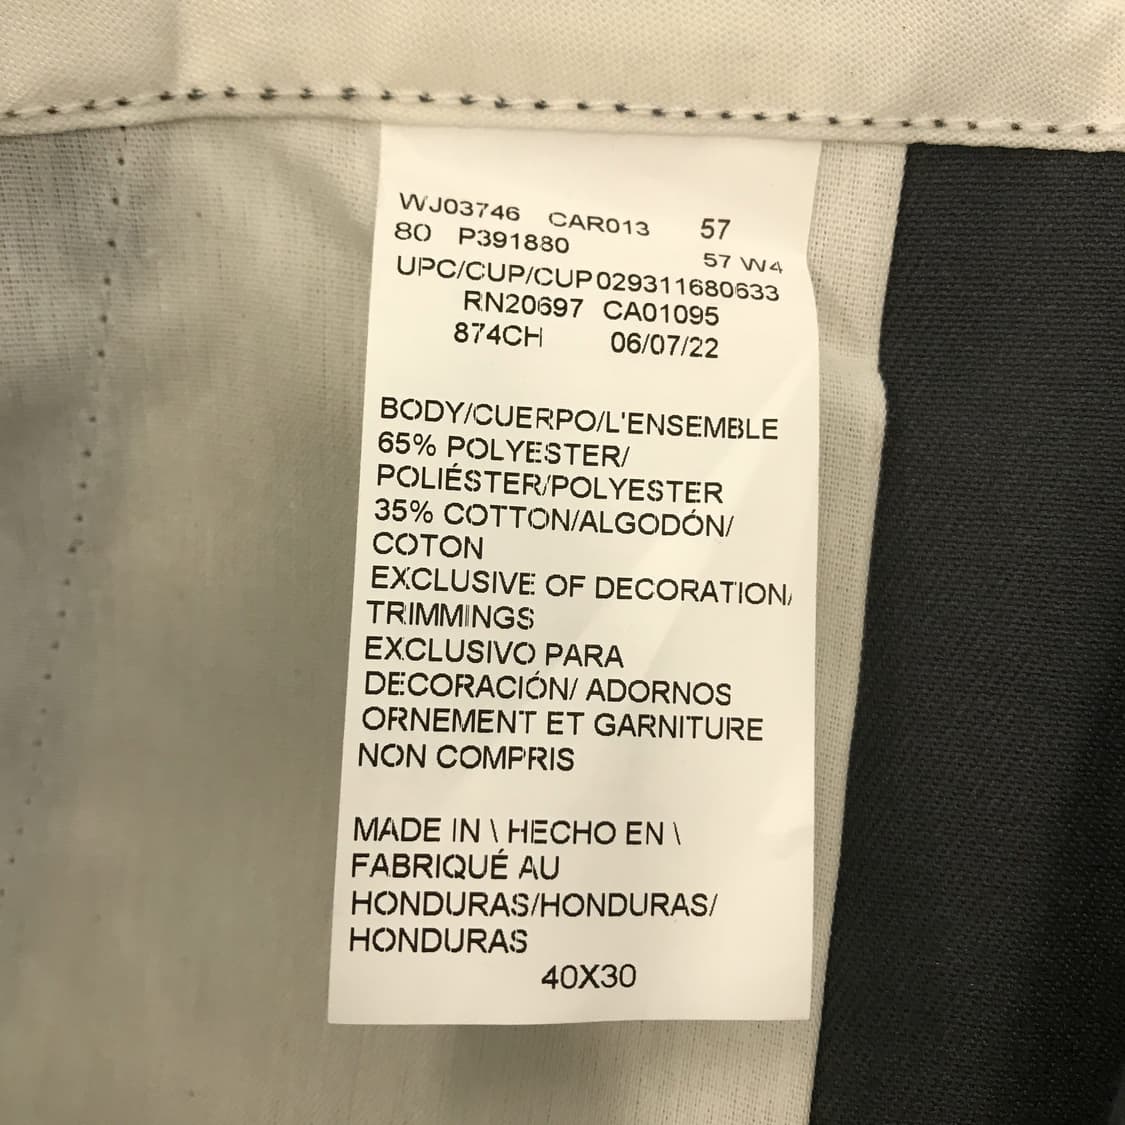 WJ03746 CAR013 57
80 P391880 57 W4
UPC/CUP/CUP 029311680633
RN20697 CA01095
874CH 06/07/22
BODY/CUERPO/L'ENSEMBLE
65% POLYESTER/
POLIÉSTER/POLYESTER
35% COTTON/ALGODÓN/
COTON
EXCLUSIVE OF DECORATION/
TRIMMINGS
EXCLUSIVO PARA
DECORACIÓN/ ADORNOS
ORNEMENT ET GARNITURE
NON COMPRIS
MADE IN \ HECHO EN \
FABRIQUÉ AU
HONDURAS/HONDURAS/
HONDURAS
40X30